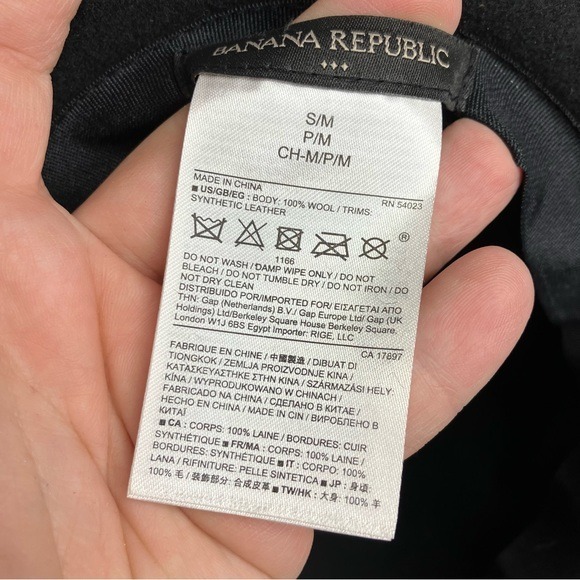 BANANA REPUBLIC
S/M
P/M
CH-M/P/M
MADE IN CHINA RN 54023
■ US/GB/EG : BODY: 100% WOOL / TRIMS:
SYNTHETIC LEATHER
®
1166
DO NOT WASH / DAMP WIPE ONLY / DO NOT
BLEACH / DO NOT TUMBLE DRY / DO NOT IRON / DO
NOT DRY CLEAN
DISTRIBUIDO POR/IMPORTED FOR/ ΕΙΣΑΓΕΤΑΙ ΑΠΟ
ΤΗΝ: Gap (Netherlands) B.V./ Gap Europe Ltd/ Gap (UK
Holdings) Ltd/Berkeley Square House Berkeley Square,
London W1J 6BS Egypt Importer: RIGE, LLC
CA 17897
FABRIQUE EN CHINE / 中國製造 / DIBUAT DI
TIONGKOK / ZEMLJA PROIZVODNJE KINA /
ΚΑΤΑΣΚΕΥΑΣΤΗΚΕ ΣΤΗΝ ΚΙΝΑ / SZÁRMAZÁSI HELY:
KÍNA / WYPRODUKOWANO W CHINACH /
FABRICADO NA CHINA / СДЕЛАНО В КИТАЕ /
HECHO EN CHINA / MADE IN CIN / ВИРОБЛЕНО В
КИТАЇ
■ CA : CORPS: 100% LAINE / BORDURES: CUIR
SYNTHÉTIQUE ■ FR/MA : CORPS: 100% LAINE /
BORDURES: SYNTHÉTIQUE ■ IT : CORPO: 100%
LANA / RIFINITURE: PELLE SINTETICA ■ JP : 身頃:
100% 毛 / 装飾部分: 合成皮革 ■ TW/HK : 大身: 100% 羊